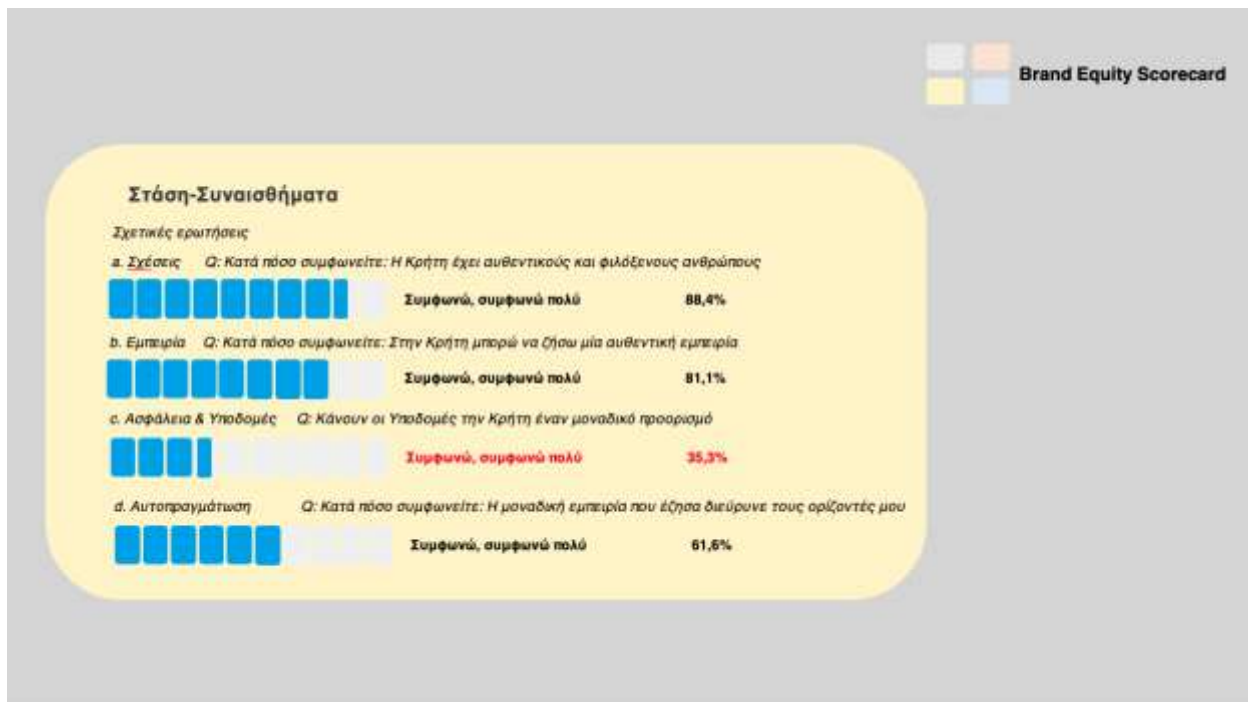 Brand Equity Scorecard
Στάση-Συναισθήματα
Σχετικές ερωτήσεις
a. Σχέσεις Q: Κατά πόσο συμφωνείτε: Η Κρήτη έχει αυθεντικούς και φιλόξενους ανθρώπους
Συμφωνώ, συμφωνώ πολύ 88,4%
b. Εμπειρία Q: Κατά πόσο συμφωνείτε: Στην Κρήτη μπορώ να ζήσω μία αυθεντική εμπειρία
Συμφωνώ, συμφωνώ πολύ 81,1%
c. Ασφάλεια & Υποδομές Q: Κάνουν οι Υποδομές την Κρήτη έναν μοναδικό προορισμό
Συμφωνώ, συμφωνώ πολύ 35,3%
d. Αυτοπραγμάτωση Q: Κατά πόσο συμφωνείτε: Η μοναδική εμπειρία που έζησα διεύρυνε τους ορίζοντές μου
Συμφωνώ, συμφωνώ πολύ 61,6%